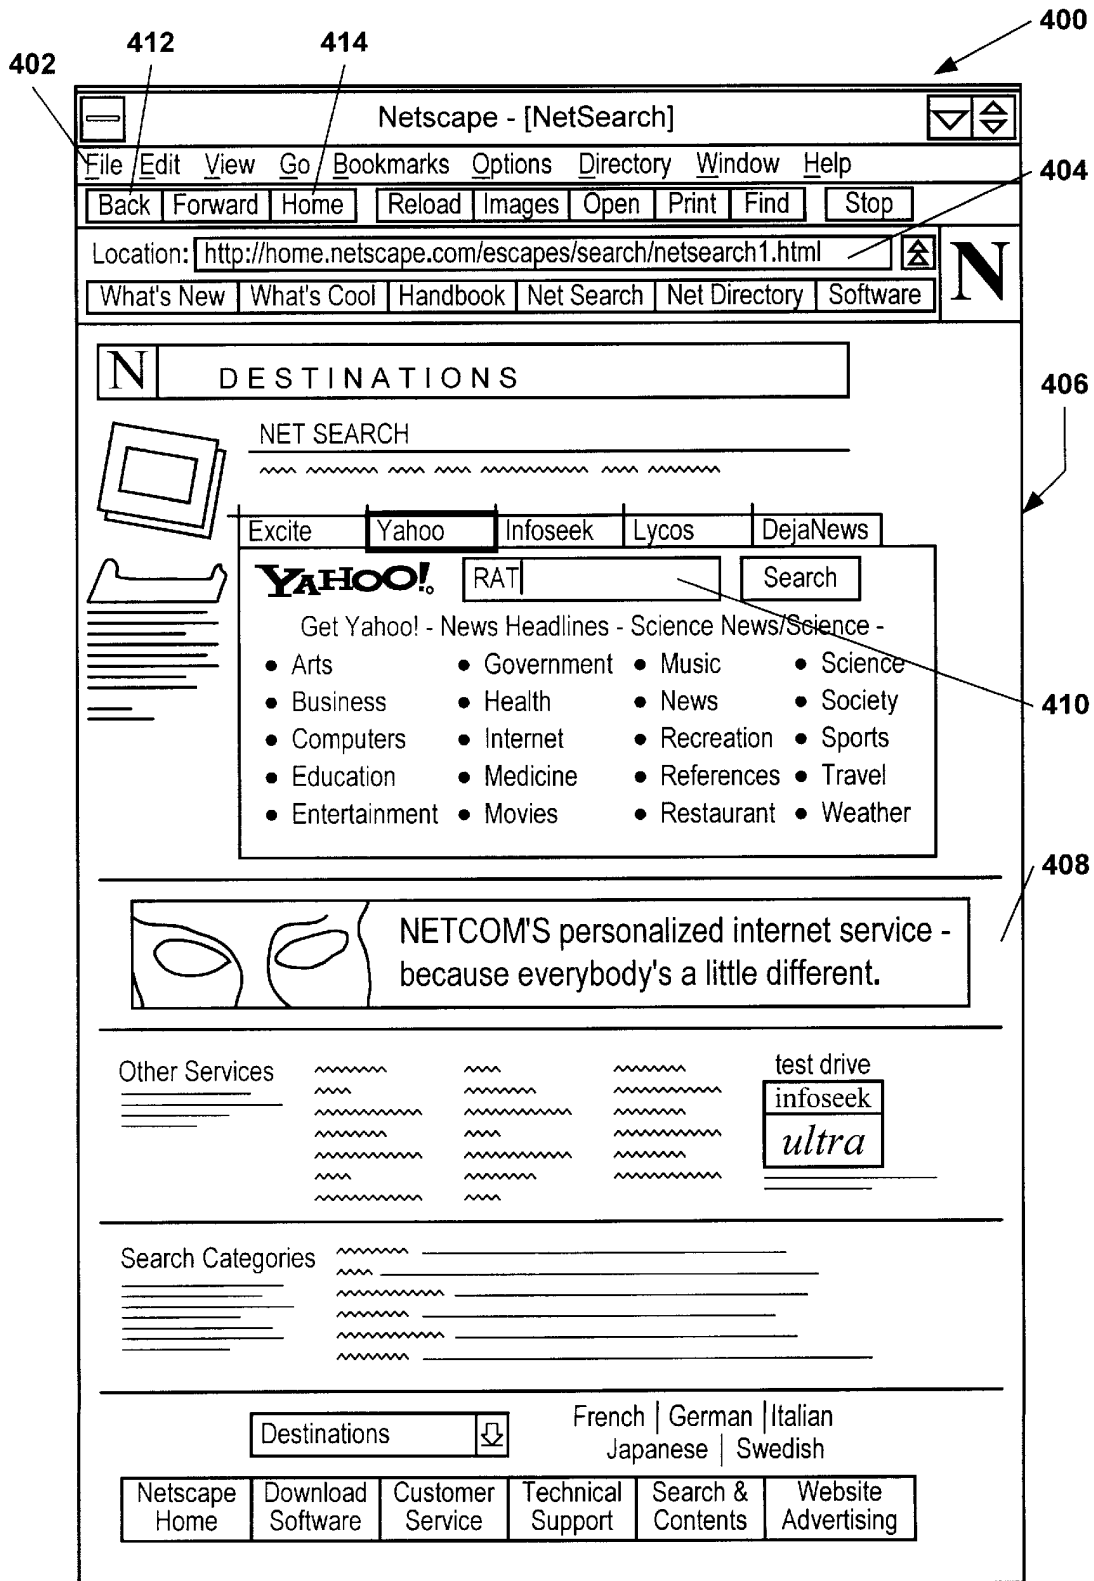 400
412 414
402
Netscape - [NetSearch]
File Edit View Go Bookmarks Options Directory Window Help
404
Back Forward Home Reload Images Open Print Find Stop
Location: http://home.netscape.com/escapes/search/netsearch1.html
N
What's New What's Cool Handbook Net Search Net Directory Software
N DESTINATIONS
406
NET SEARCH
Excite Yahoo Infoseek Lycos DejaNews
YAHOO! RAT Search
Get Yahoo! - News Headlines - Science News/Science -
• Arts • Government • Music • Science
• Business • Health • News • Society
410
• Computers • Internet • Recreation • Sports
• Education • Medicine • References • Travel
• Entertainment • Movies • Restaurant • Weather
408
NETCOM'S personalized internet service -
because everybody's a little different.
Other Services
test drive
infoseek
ultra
Search Categories
Destinations
French | German | Italian
Japanese | Swedish
Netscape Home
Download Software
Customer Service
Technical Support
Search & Contents
Website Advertising